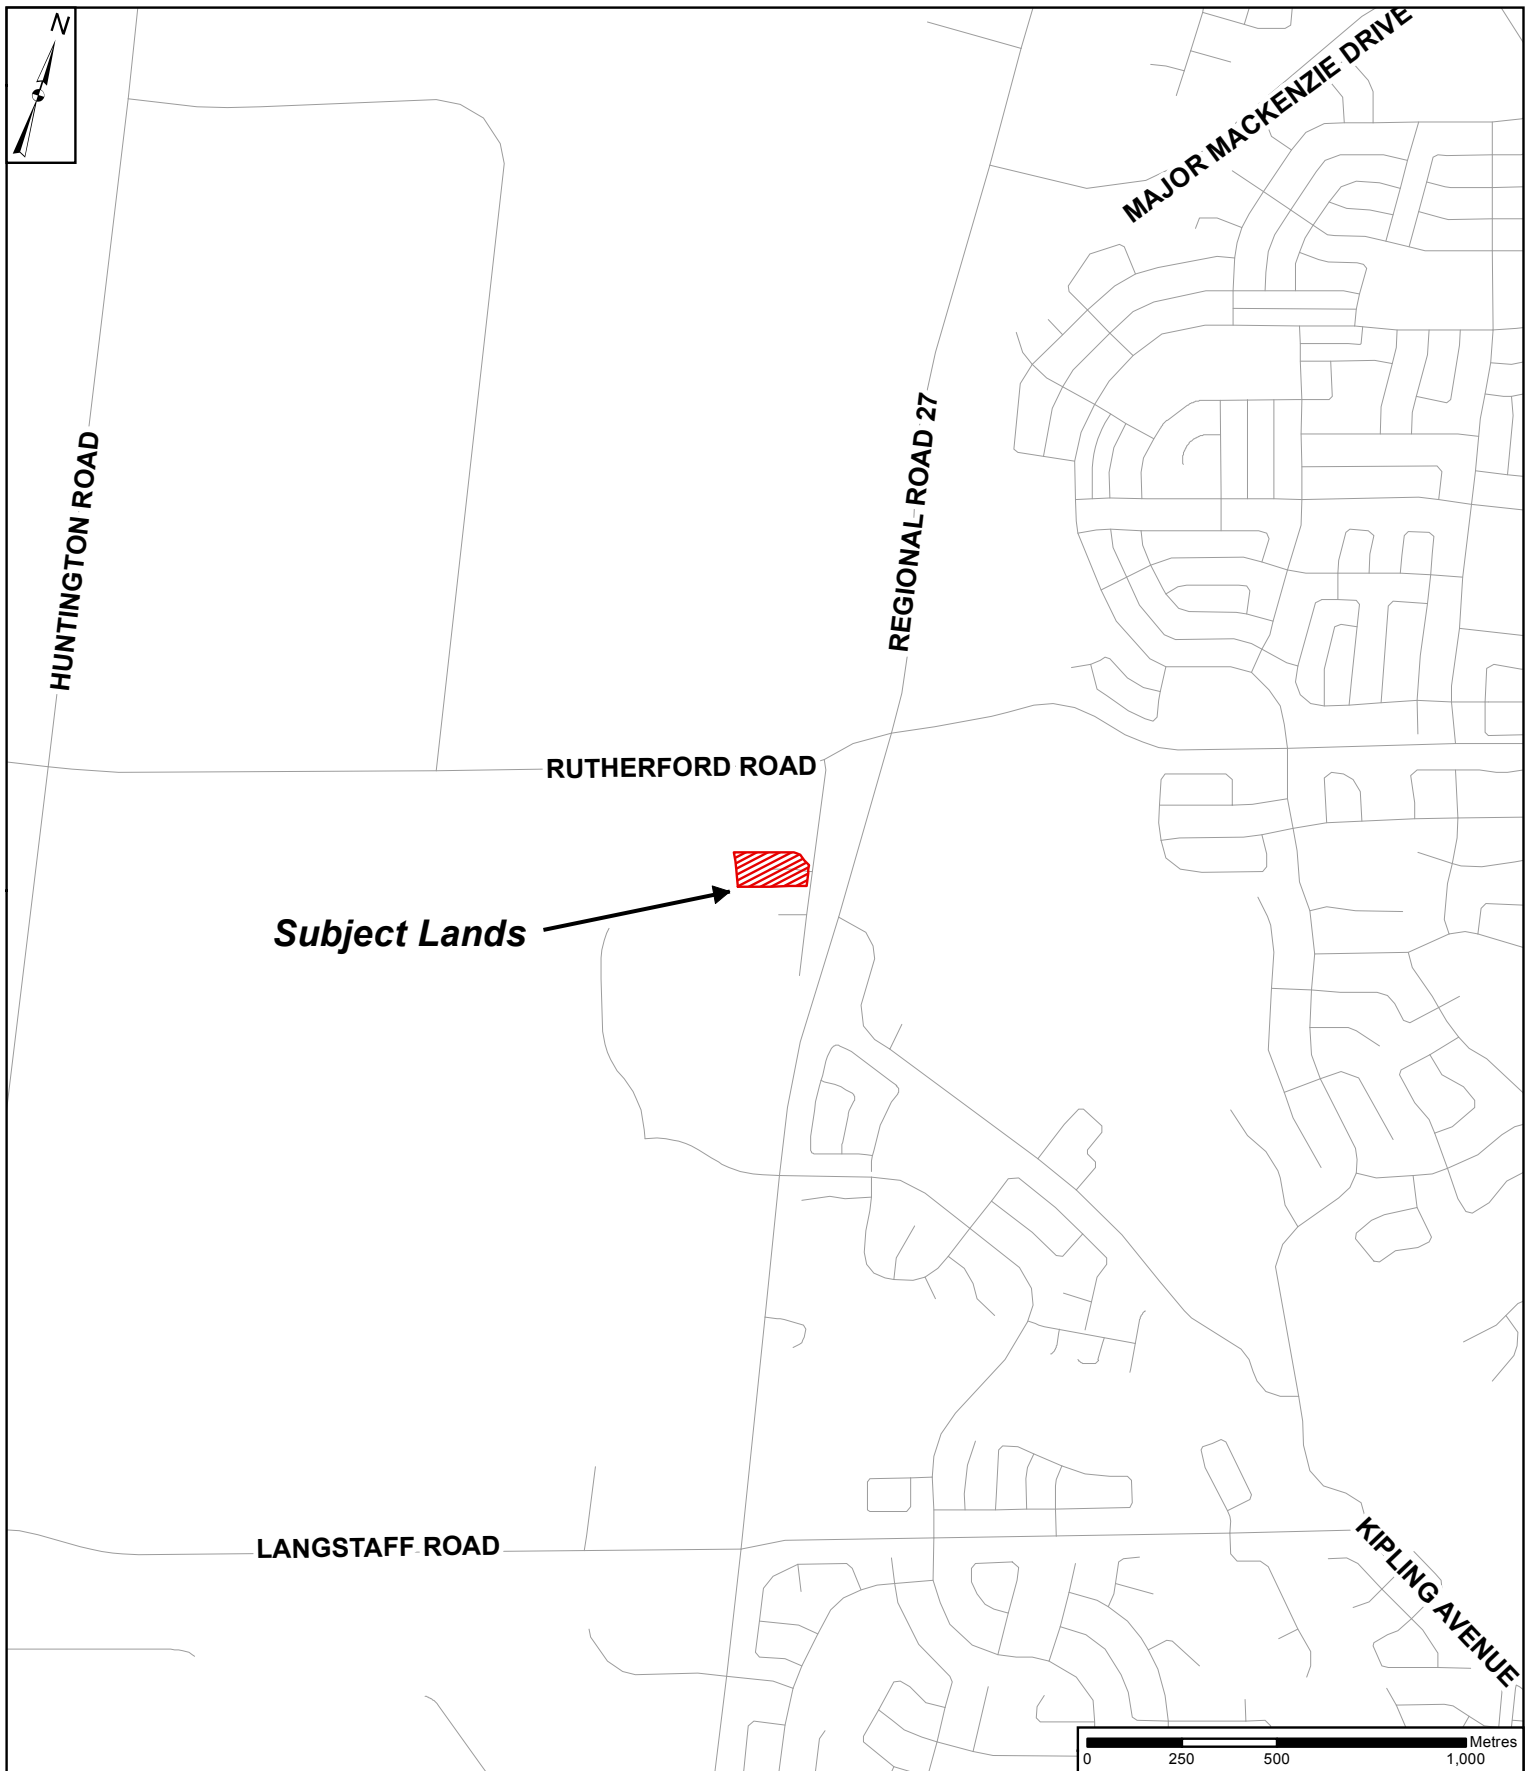 N
MAJOR MACKENZIE DRIVE
HUNTINGTON ROAD
REGIONAL ROAD 27
RUTHERFORD ROAD
Subject Lands
LANGSTAFF ROAD
KIPLING AVENUE
Metres
0 250 500 1,000